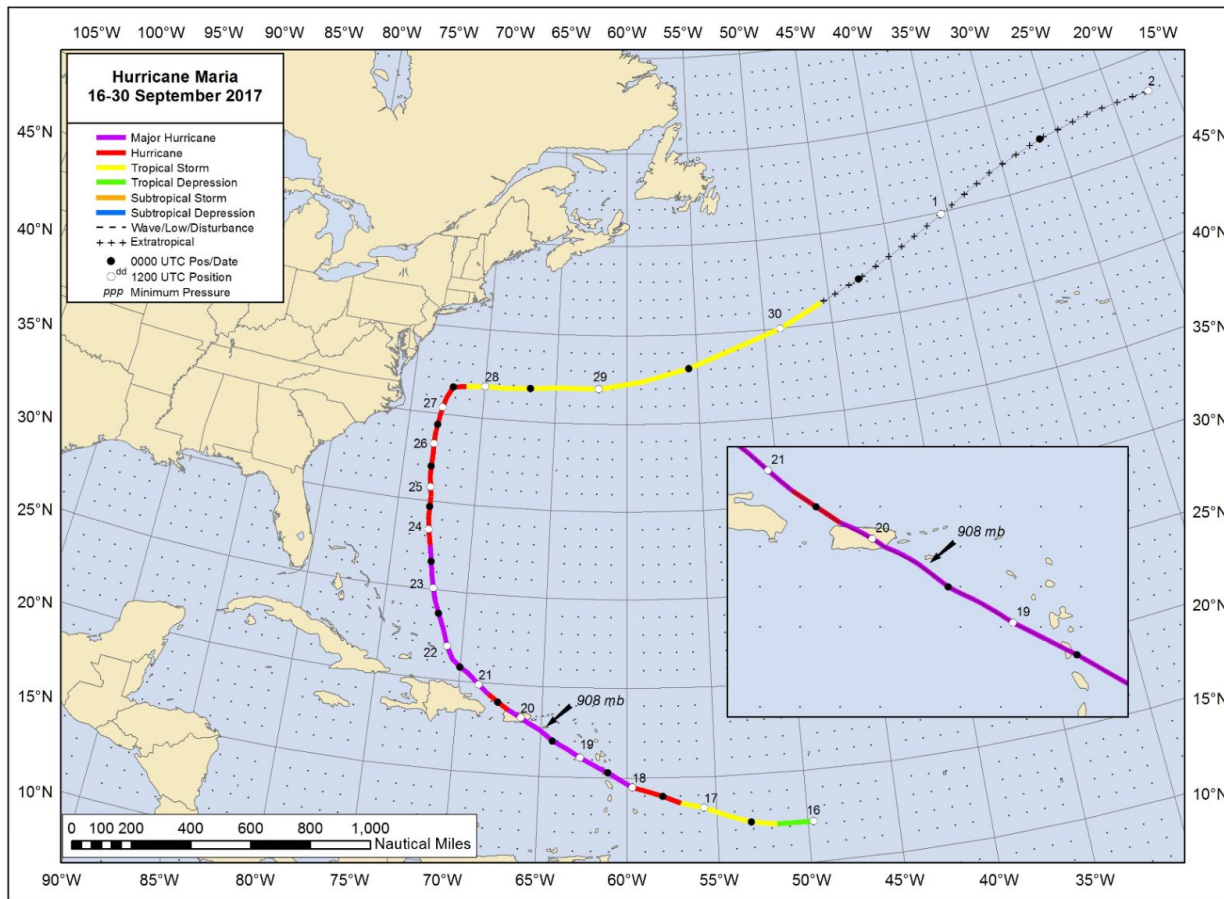 105°W 100°W 95°W 90°W 85°W 80°W 75°W 70°W 65°W 60°W 55°W 50°W 45°W 40°W 35°W 30°W 25°W 20°W 15°W
Hurricane Maria
16-30 September 2017
Major Hurricane
Hurricane
Tropical Storm
Tropical Depression
Subtropical Storm
Subtropical Depression
Wave/Low/Disturbance
Extratropical
0000 UTC Pos/Date
dd 1200 UTC Position
ppp Minimum Pressure
45°N
40°N
35°N
30°N
25°N
20°N
15°N
10°N
2
1
30
29
28
27
26
25
24
23
22
21
20
908 mb
19
18
17
16
21
20
908 mb
19
45°N
40°N
35°N
30°N
25°N
20°N
15°N
10°N
0 100 200 400 600 800 1,000
Nautical Miles
90°W 85°W 80°W 75°W 70°W 65°W 60°W 55°W 50°W 45°W 40°W 35°W